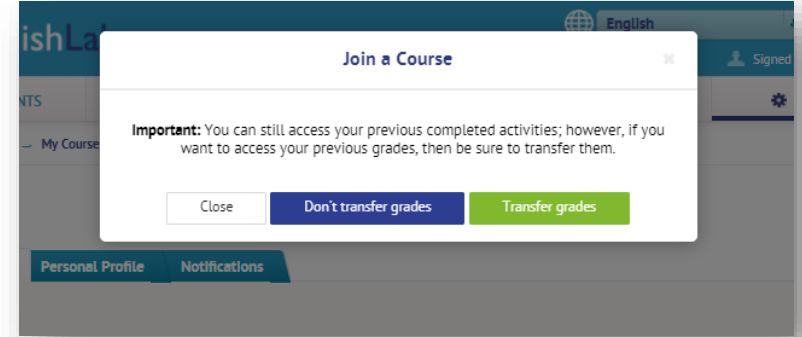 English
ishLa
Join a Course
Signed
NTS
Important: You can still access your previous completed activities; however, if you
My Course
want to access your previous grades, then be sure to transfer them.
Close
Don't transfer grades
Transfer grades
Personal Profile
Notifications